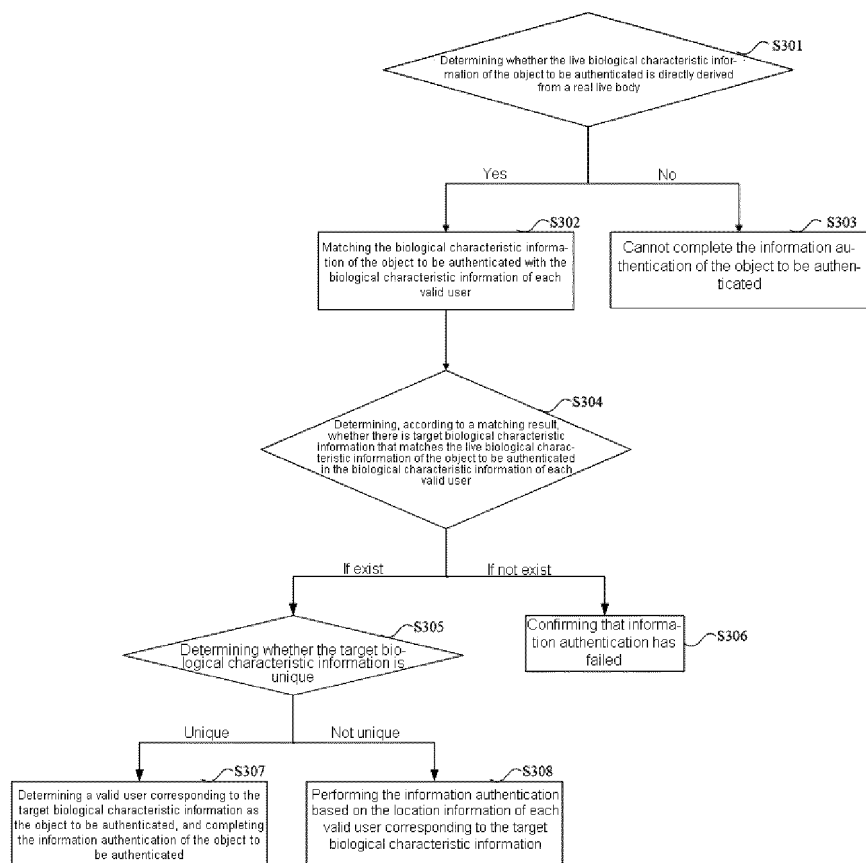 S301
Determining whether the live biological characteristic infor-
mation of the object to be authenticated is directly derived
from a real live body
Yes
No
S302
Matching the biological characteristic informa-
tion of the object to be authenticated with the
biological characteristic information of each
valid user
S303
Cannot complete the information au-
thentication of the object to be authen-
ticated
S304
Determining, according to a matching result,
whether there is target biological characteristic
information that matches the live biological charac-
teristic information of the object to be authenticated
in the biological characteristic information of each
valid user
If exist
If not exist
S305
Determining whether the target bio-
logical characteristic information is
unique
Confirming that informa-
tion authentication has
failed
S306
Unique
Not unique
S307
Determining a valid user corresponding to the
target biological characteristic information as
the object to be authenticated, and completing
the information authentication of the object to
be authenticated
S308
Performing the information authentication
based on the location information of each
valid user corresponding to the target
biological characteristic information